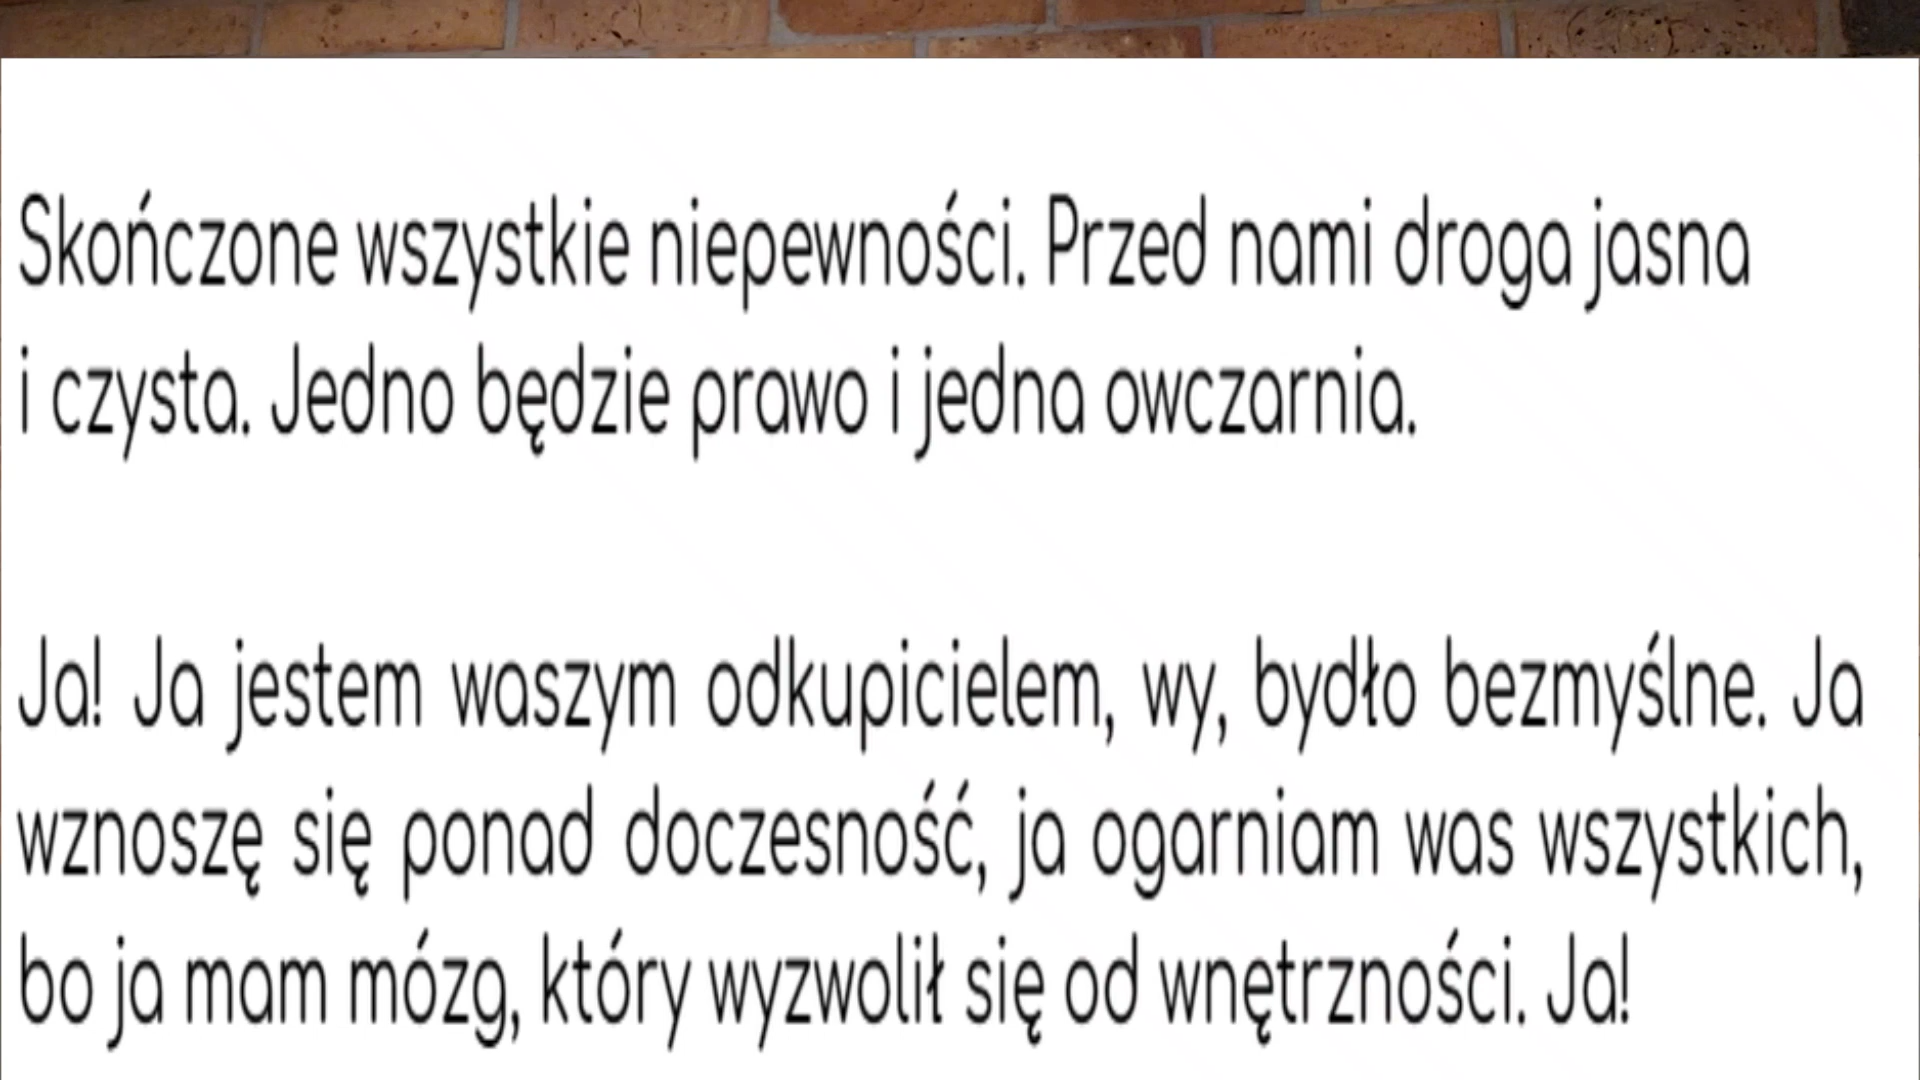 Skończone wszystkie niepewności. Przed nami droga jasna
i czysta. Jedno będzie prawo i jedna owczarnia.
Ja! Ja jestem waszym odkupicielem, wy, bydło bezmyślne. Ja
wznoszę się ponad doczesność, ja ogarniam was wszystkich,
bo ja mam mózg, który wyzwolił się od wnętrzności. Ja!